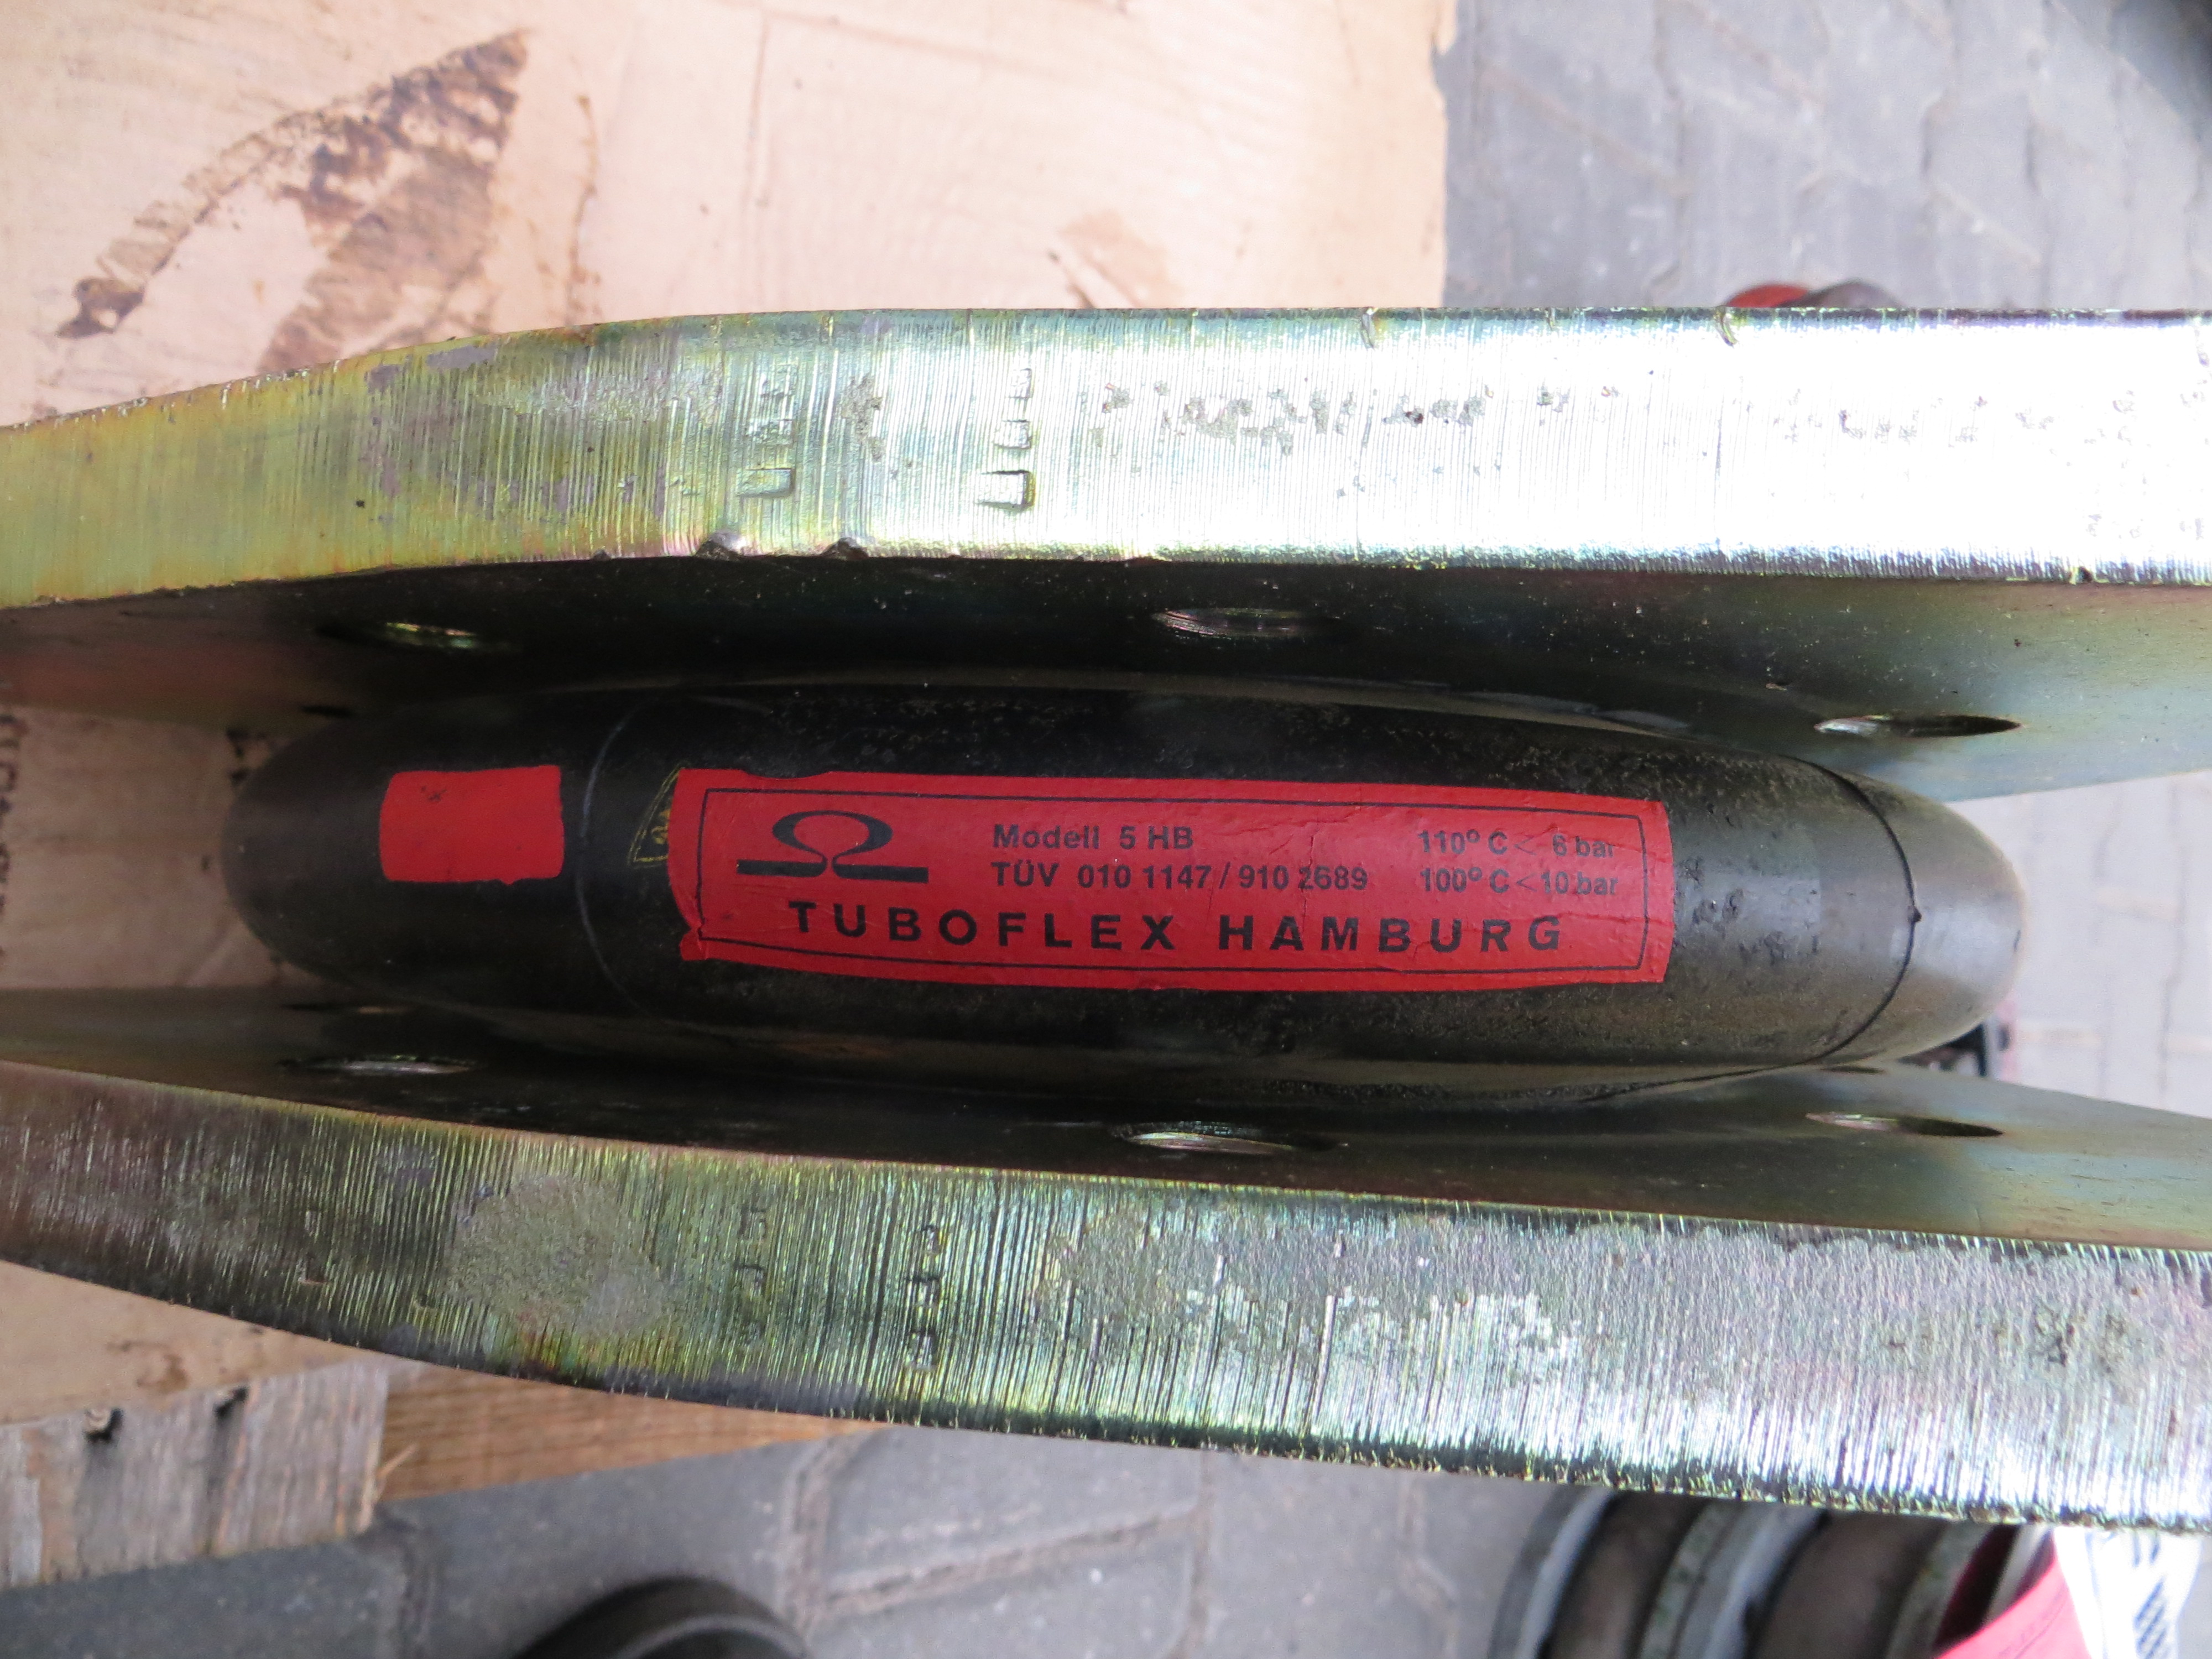 Modell 5 HB 110° C < 6 bar
TÜV 010 1147 / 910 2689 100° C < 10 bar
TUBOFLEX HAMBURG